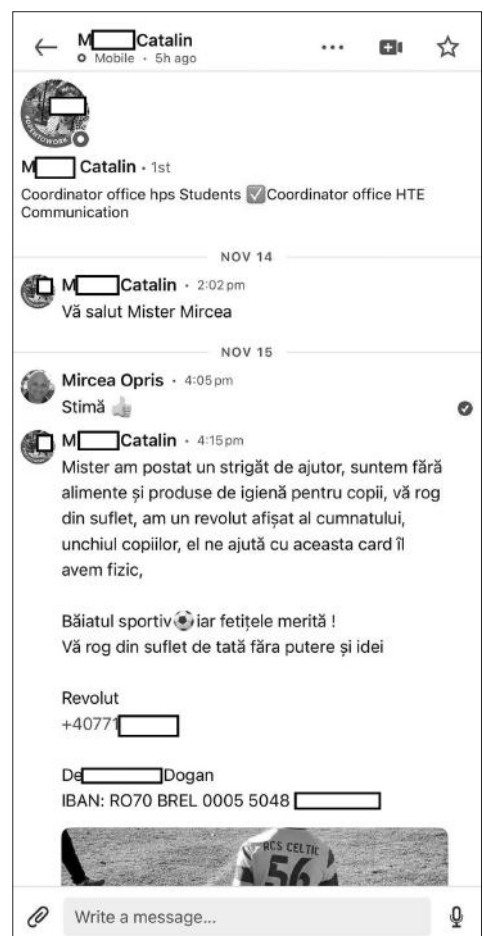 M Catalin
Mobile · 5h ago
#OPENTOWORK
M Catalin · 1st
Coordinator office hps Students ☑Coordinator office HTE
Communication
NOV 14
M Catalin · 2:02 pm
Vă salut Mister Mircea
NOV 15
Mircea Opris · 4:05 pm
Stimă 👍
M Catalin · 4:15 pm
Mister am postat un strigăt de ajutor, suntem fără
alimente și produse de igienă pentru copii, vă rog
din suflet, am un revolut afișat al cumnatului,
unchiul copiilor, el ne ajută cu aceasta card îl
avem fizic,
Băiatul sportiv⚽iar fetițele merită !
Vă rog din suflet de tată făra putere și idei
Revolut
+40771
De Dogan
IBAN: RO70 BREL 0005 5048
ACS CELTIC
56
Write a message...